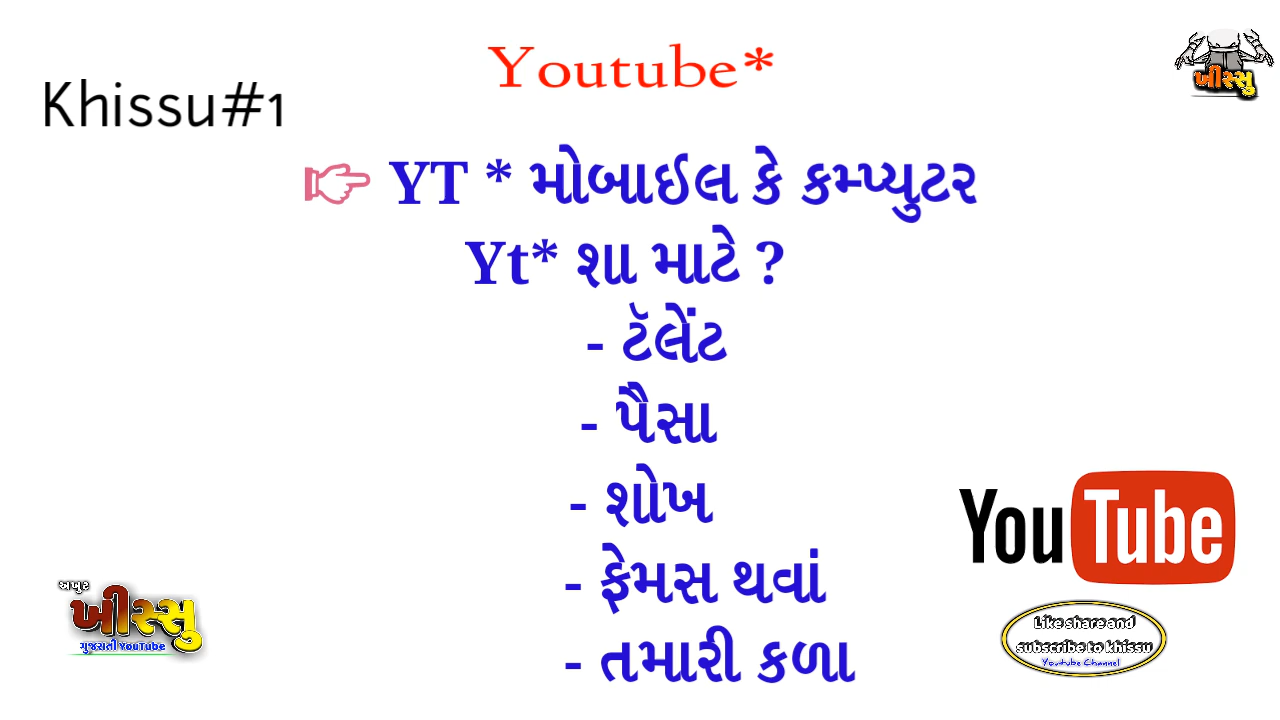 Youtube*
Khissu#1
ખીસ્સુ
YT * મોબાઈલ કે કમ્પ્યુટર
Yt* શા માટે ?
- ટૅલેંટ
- પૈસા
- શોખ
- ફેમસ થવાં
- તમારી કળા
YouTube
અખુટ
ખીસ્સુ
ગુજરાતી YouTube
Like share and
subscribe to khissu
Youtube Channel